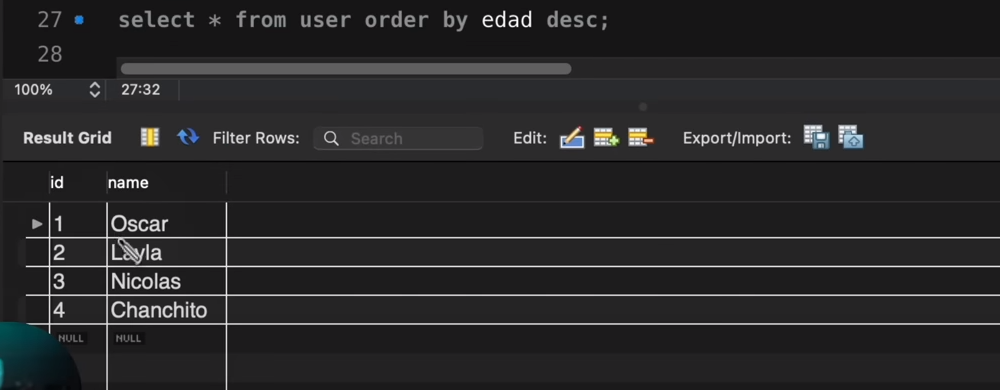 27 select * from user order by edad desc;
28
100% 27:32
Result Grid Filter Rows: Search Edit: Export/Import:
id name
1 Oscar
2 Layla
3 Nicolas
4 Chanchito
NULL NULL